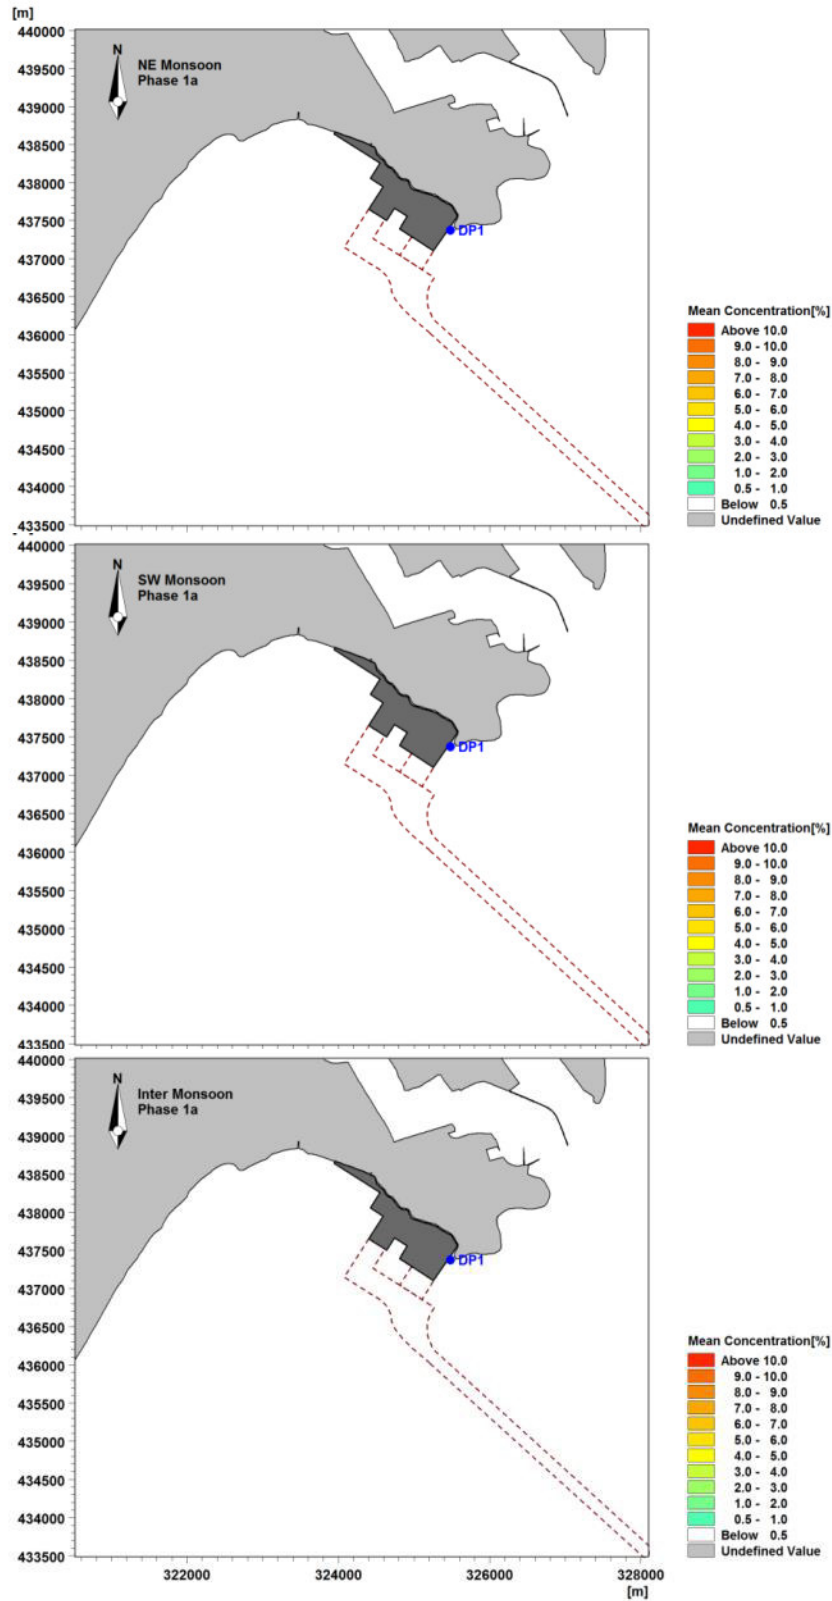 [m]
440000
439500
439000
438500
438000
437500
437000
436500
436000
435500
435000
434500
434000
433500
N
NE Monsoon
Phase 1a
DP1
Mean Concentration[%]
Above 10.0
9.0 - 10.0
8.0 - 9.0
7.0 - 8.0
6.0 - 7.0
5.0 - 6.0
4.0 - 5.0
3.0 - 4.0
2.0 - 3.0
1.0 - 2.0
0.5 - 1.0
Below 0.5
Undefined Value
440000
439500
439000
438500
438000
437500
437000
436500
436000
435500
435000
434500
434000
433500
N
SW Monsoon
Phase 1a
DP1
Mean Concentration[%]
Above 10.0
9.0 - 10.0
8.0 - 9.0
7.0 - 8.0
6.0 - 7.0
5.0 - 6.0
4.0 - 5.0
3.0 - 4.0
2.0 - 3.0
1.0 - 2.0
0.5 - 1.0
Below 0.5
Undefined Value
440000
439500
439000
438500
438000
437500
437000
436500
436000
435500
435000
434500
434000
433500
N
Inter Monsoon
Phase 1a
DP1
Mean Concentration[%]
Above 10.0
9.0 - 10.0
8.0 - 9.0
7.0 - 8.0
6.0 - 7.0
5.0 - 6.0
4.0 - 5.0
3.0 - 4.0
2.0 - 3.0
1.0 - 2.0
0.5 - 1.0
Below 0.5
Undefined Value
322000 324000 326000 328000
[m]